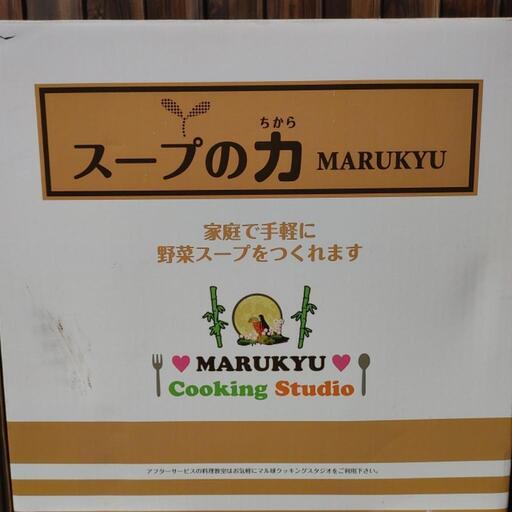 ちから
スープの力 MARUKYU
家庭で手軽に
野菜スープをつくれます
MARUKYU
Cooking Studio
アフターサービスの料理教室はお気軽にマル球クッキングスタジオをご利用下さい。